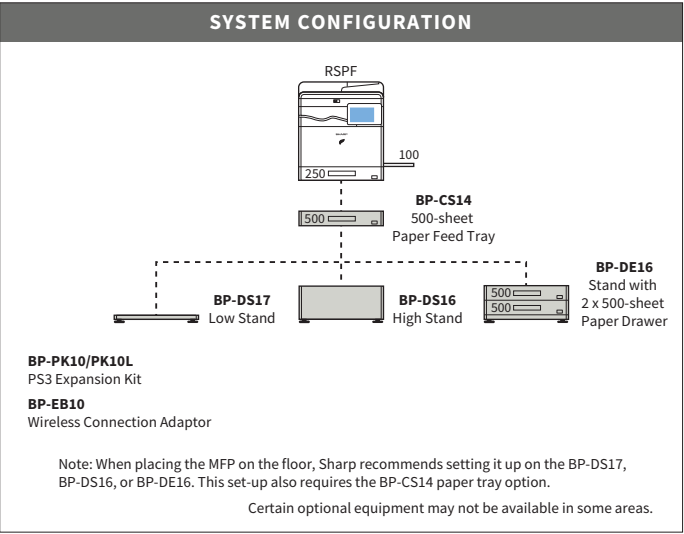 SYSTEM CONFIGURATION
RSPF
SHARP
250
100
500
BP-CS14
500-sheet
Paper Feed Tray
BP-DS17
Low Stand
BP-DS16
High Stand
500
500
BP-DE16
Stand with
2 x 500-sheet
Paper Drawer
BP-PK10/PK10L
PS3 Expansion Kit
BP-EB10
Wireless Connection Adaptor
Note: When placing the MFP on the floor, Sharp recommends setting it up on the BP-DS17,
BP-DS16, or BP-DE16. This set-up also requires the BP-CS14 paper tray option.
Certain optional equipment may not be available in some areas.